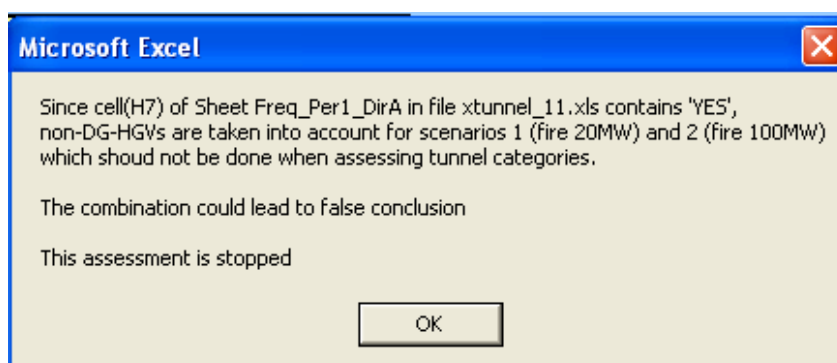 Microsoft Excel
Since cell(H7) of Sheet Freq_Per1_DirA in file xtunnel_11.xls contains 'YES',
non-DG-HGVs are taken into account for scenarios 1 (fire 20MW) and 2 (fire 100MW)
which shoud not be done when assessing tunnel categories.
The combination could lead to false conclusion
This assessment is stopped
OK